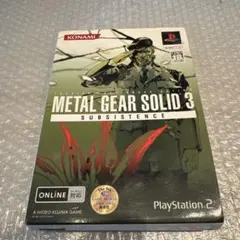 KONAMI
METAL GEAR SOLID 3
SUBSISTENCE
ONLINE
A HIDEO KOJIMA GAME
PlayStation 2